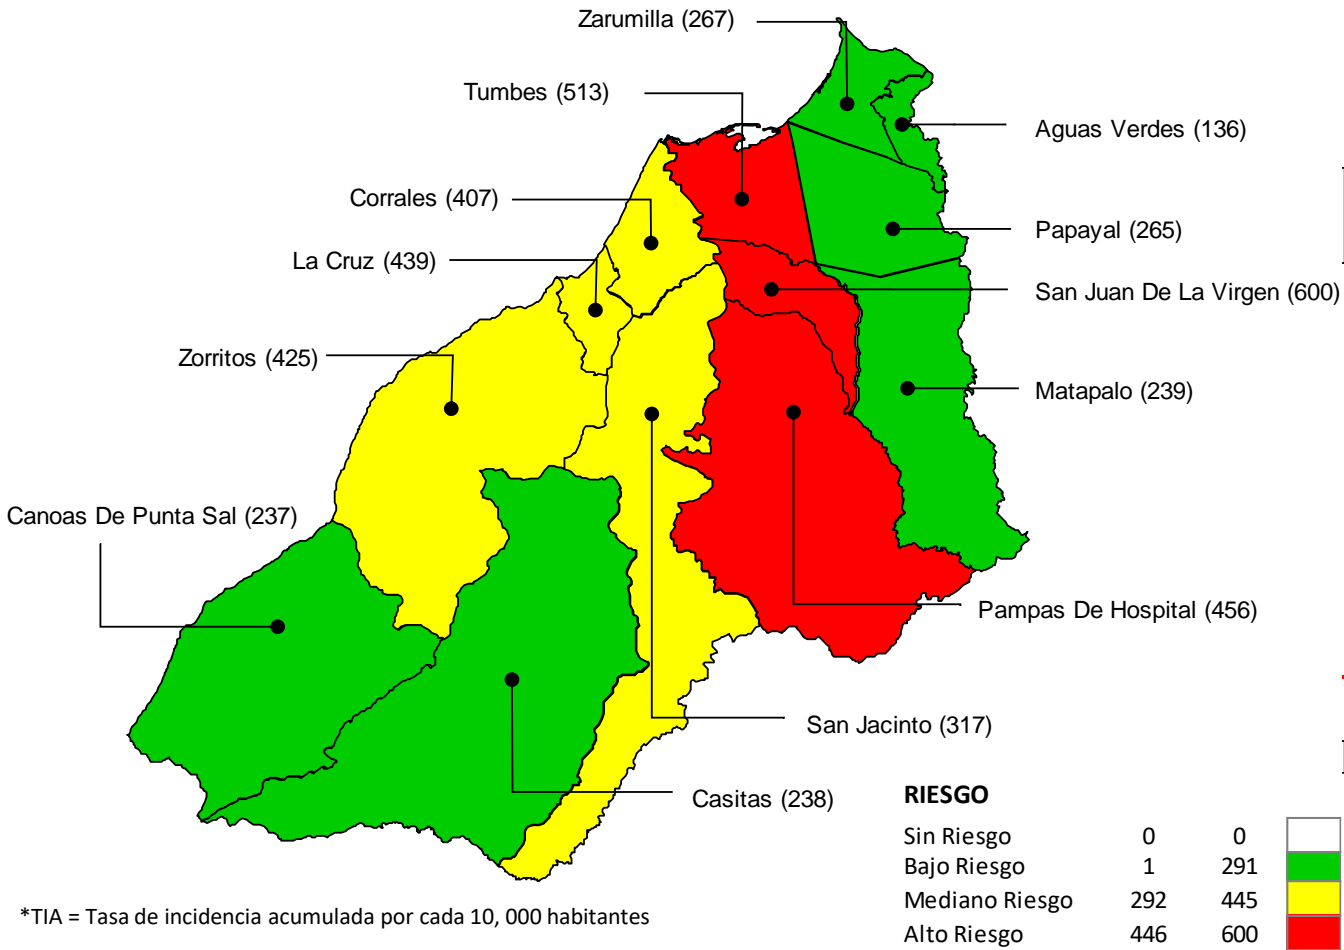 Zarumilla (267)
Tumbes (513)
Aguas Verdes (136)
Corrales (407)
Papayal (265)
La Cruz (439)
San Juan De La Virgen (600)
Zorritos (425)
Matapalo (239)
Canoas De Punta Sal (237)
Pampas De Hospital (456)
San Jacinto (317)
Casitas (238)
RIESGO
Sin Riesgo 0 0
Bajo Riesgo 1 291
Mediano Riesgo 292 445
Alto Riesgo 446 600
*TIA = Tasa de incidencia acumulada por cada 10, 000 habitantes